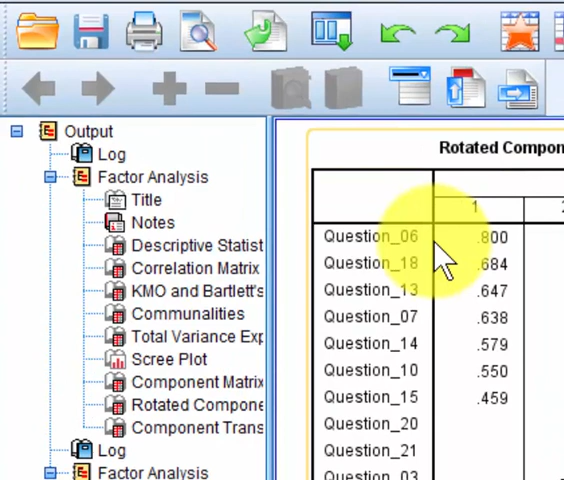 Output
Log
Factor Analysis
Title
Notes
Descriptive Statist
Correlation Matrix
KMO and Bartlett's
Communalities
Total Variance Exp
Scree Plot
Component Matrix
Rotated Compone
Component Trans
Log
Factor Analysis
Rotated Compon
1 2
Question_06 .800
Question_18 .684
Question_13 .647
Question_07 .638
Question_14 .579
Question_10 .550
Question_15 .459
Question_20
Question_21
Question_03